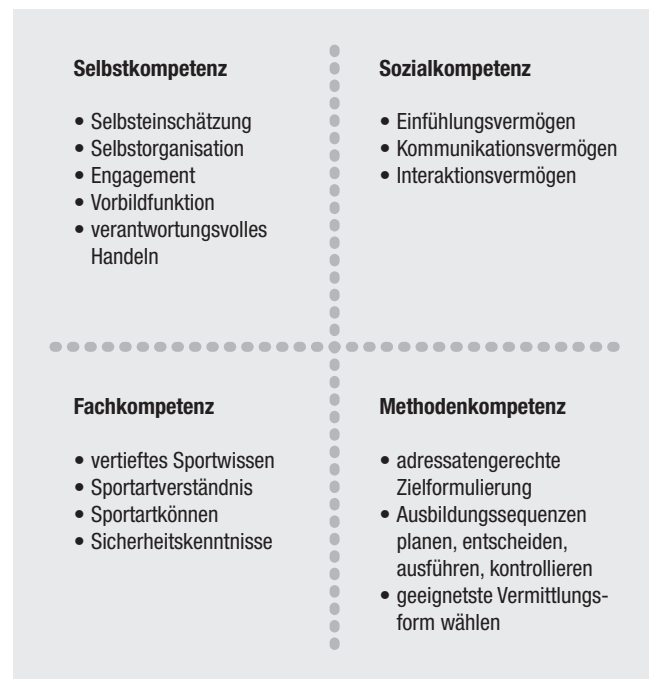 Selbstkompetenz
• Selbsteinschätzung
• Selbstorganisation
• Engagement
• Vorbildfunktion
• verantwortungsvolles
Handeln
Sozialkompetenz
• Einfühlungsvermögen
• Kommunikationsvermögen
• Interaktionsvermögen
Fachkompetenz
• vertieftes Sportwissen
• Sportartverständnis
• Sportartkönnen
• Sicherheitskenntnisse
Methodenkompetenz
• adressatengerechte
Zielformulierung
• Ausbildungssequenzen
planen, entscheiden,
ausführen, kontrollieren
• geeignetste Vermittlungs-
form wählen